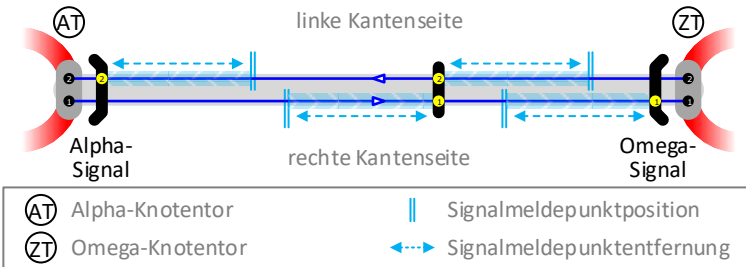 AT
linke Kantenseite
ZT
2 2 2 2
1 1 1 1
Alpha-
Signal
rechte Kantenseite
Omega-
Signal
AT Alpha-Knotentor
Signalmeldepunktposition
ZT Omega-Knotentor
Signalmeldepunktentfernung